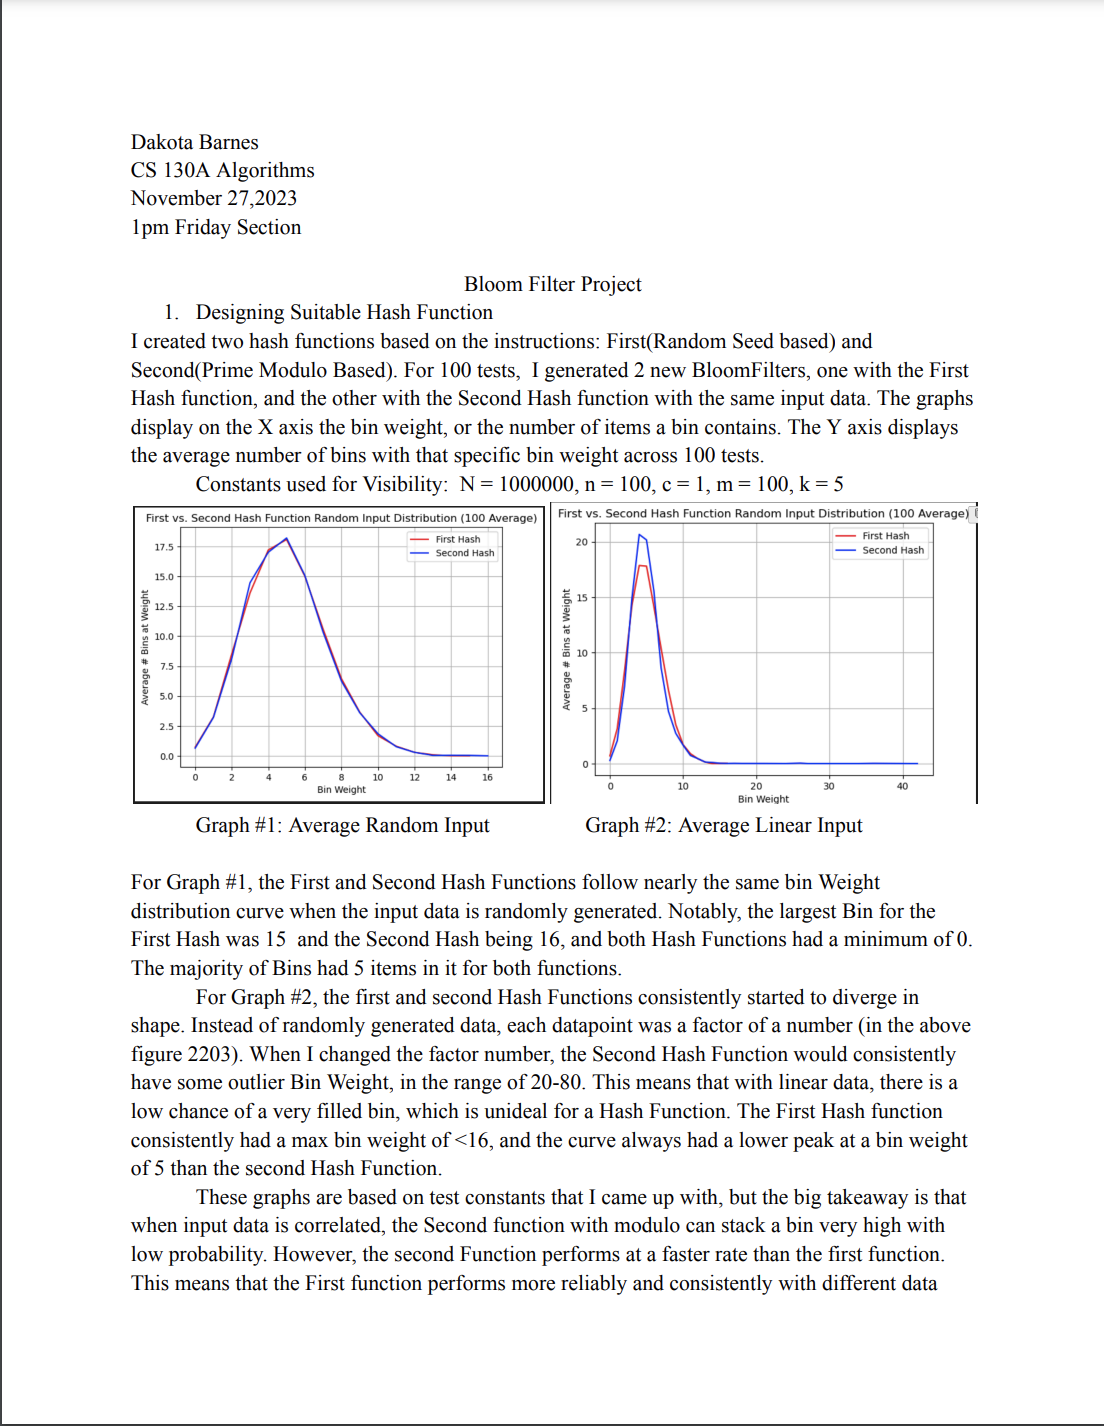 Dakota Barnes
CS 130A Algorithms
November 27,2023
1pm Friday Section
Bloom Filter Project
1. Designing Suitable Hash Function
I created two hash functions based on the instructions: First(Random Seed based) and
Second(Prime Modulo Based). For 100 tests, I generated 2 new BloomFilters, one with the First
Hash function, and the other with the Second Hash function with the same input data. The graphs
display on the X axis the bin weight, or the number of items a bin contains. The Y axis displays
the average number of bins with that specific bin weight across 100 tests.
Constants used for Visibility: N = 1000000, n = 100, c = 1, m = 100, k = 5
First vs. Second Hash Function Random Input Distribution (100 Average)
First Hash
Second Hash
17.5
15.0
12.5
10.0
7.5
5.0
2.5
0.0
Average # Bins at Weight
0 2 4 6 8 10 12 14 16
Bin Weight
First vs. Second Hash Function Random Input Distribution (100 Average)
First Hash
Second Hash
20
15
10
5
0
Average # Bins at Weight
0 10 20 30 40
Bin Weight
Graph #1: Average Random Input
Graph #2: Average Linear Input
For Graph #1, the First and Second Hash Functions follow nearly the same bin Weight
distribution curve when the input data is randomly generated. Notably, the largest Bin for the
First Hash was 15 and the Second Hash being 16, and both Hash Functions had a minimum of 0.
The majority of Bins had 5 items in it for both functions.
For Graph #2, the first and second Hash Functions consistently started to diverge in
shape. Instead of randomly generated data, each datapoint was a factor of a number (in the above
figure 2203). When I changed the factor number, the Second Hash Function would consistently
have some outlier Bin Weight, in the range of 20-80. This means that with linear data, there is a
low chance of a very filled bin, which is unideal for a Hash Function. The First Hash function
consistently had a max bin weight of <16, and the curve always had a lower peak at a bin weight
of 5 than the second Hash Function.
These graphs are based on test constants that I came up with, but the big takeaway is that
when input data is correlated, the Second function with modulo can stack a bin very high with
low probability. However, the second Function performs at a faster rate than the first function.
This means that the First function performs more reliably and consistently with different data